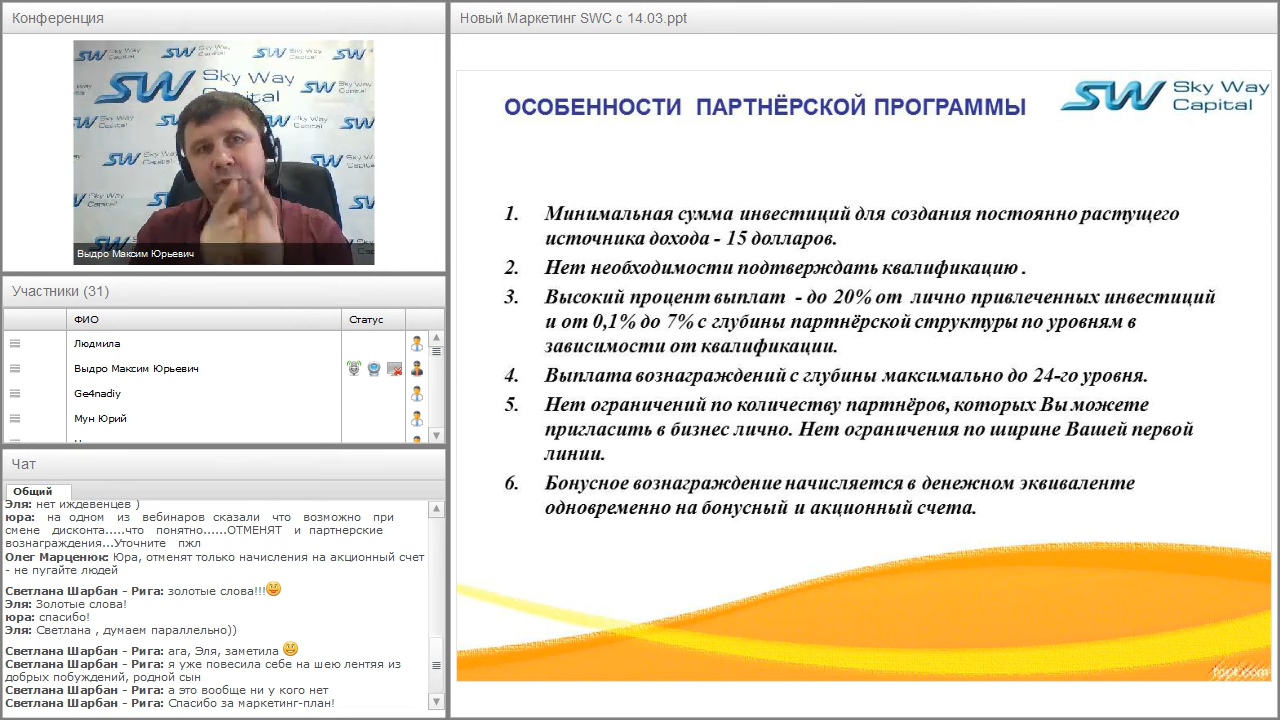 Конференция
SW Sky Way
Capital
Выдро Максим Юрьевич
Участники (31)
ФИО
Статус
Людмила
Выдро Максим Юрьевич
Ge4nadiy
Мун Юрий
Чат
Общий
Эля: нет иждевенцев )
юра: на одном из вебинаров сказали что возможно при
смене дисконта.....что понятно......ОТМЕНЯТ и партнерские
вознаграждения...Уточните пжл
Олег Марценюк: Юра, отменят только начисления на акционный счет
- не пугайте людей
Светлана Шарбан - Рига: золотые слова!!!
Эля: Золотые слова!
юра: спасибо!
Эля: Светлана , думаем параллельно))
Светлана Шарбан - Рига: ага, Эля, заметила
Светлана Шарбан - Рига: я уже повесила себе на шею лентяя из
добрых побуждений, родной сын
Светлана Шарбан - Рига: а это вообще ни у кого нет
Светлана Шарбан - Рига: Спасибо за маркетинг-план!
Новый Маркетинг SWC с 14.03.ppt
ОСОБЕННОСТИ ПАРТНЁРСКОЙ ПРОГРАММЫ
SW Sky Way
Capital
1. Минимальная сумма инвестиций для создания постоянно растущего
источника дохода - 15 долларов.
2. Нет необходимости подтверждать квалификацию .
3. Высокий процент выплат - до 20% от лично привлеченных инвестиций
и от 0,1% до 7% с глубины партнёрской структуры по уровням в
зависимости от квалификации.
4. Выплата вознаграждений с глубины максимально до 24-го уровня.
5. Нет ограничений по количеству партнёров, которых Вы можете
пригласить в бизнес лично. Нет ограничения по ширине Вашей первой
линии.
6. Бонусное вознаграждение начисляется в денежном эквиваленте
одновременно на бонусный и акционный счета.